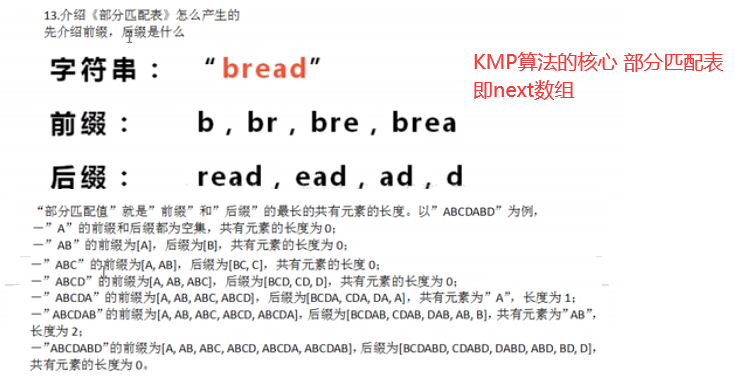 13.介绍《部分匹配表》怎么产生的
先介绍前缀，后缀是什么
字符串： “bread”
KMP算法的核心 部分匹配表
即next数组
前缀： b , br , bre , brea
后缀： read , ead , ad , d
“部分匹配值”就是”前缀”和”后缀”的最长的共有元素的长度。以”ABCDABD”为例，
－”A”的前缀和后缀都为空集，共有元素的长度为0；
－”AB”的前缀为[A]，后缀为[B]，共有元素的长度为0；
－”ABC”的前缀为[A, AB]，后缀为[BC, C]，共有元素的长度0；
－”ABCD”的前缀为[A, AB, ABC]，后缀为[BCD, CD, D]，共有元素的长度为0；
－”ABCDA”的前缀为[A, AB, ABC, ABCD]，后缀为[BCDA, CDA, DA, A]，共有元素为”A”，长度为1；
－”ABCDAB”的前缀为[A, AB, ABC, ABCD, ABCDA]，后缀为[BCDAB, CDAB, DAB, AB, B]，共有元素为”AB”，
长度为2；
－”ABCDABD”的前缀为[A, AB, ABC, ABCD, ABCDA, ABCDAB]，后缀为[BCDABD, CDABD, DABD, ABD, BD, D]，
共有元素的长度为0。